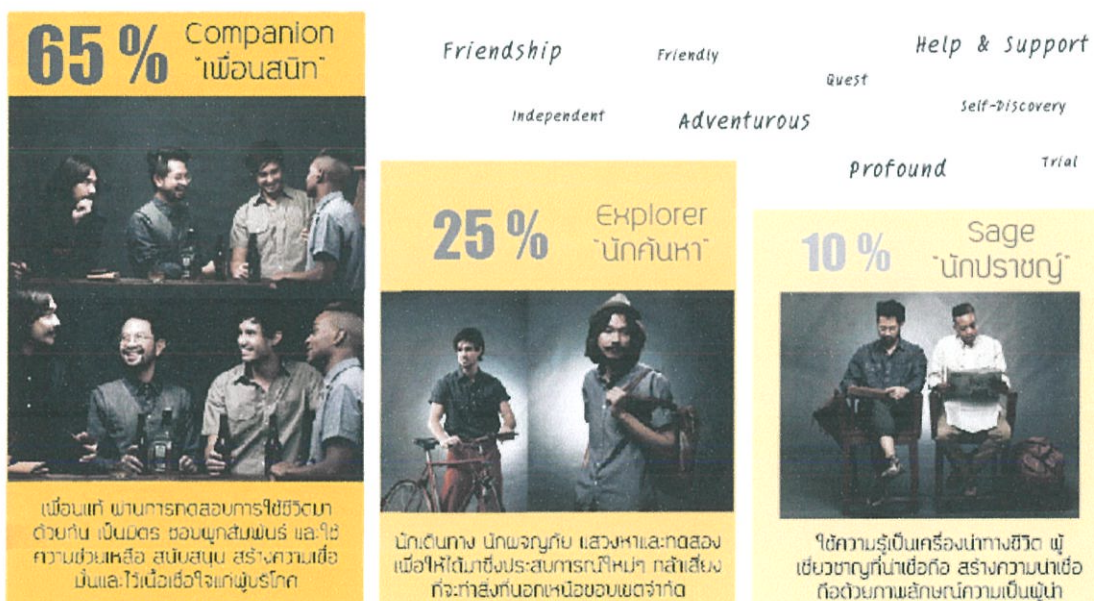 65 % Companion
"เพื่อนสนิท"
เพื่อนแท้ ผ่านการทดสอบการใช้ชีวิตมา
ด้วยกัน เป็นมิตร ชอบผูกสัมพันธ์ และใช้
ความช่วยเหลือ สนับสนุน สร้างความเชื่อ
มั่นและไว้เนื้อเชื่อใจแก่ผู้บริโภค
Friendship
Friendly
Help & Support
Quest
Independent
Adventurous
Self-Discovery
Profound
Trial
25 % Explorer
"นักค้นหา"
นักเดินทาง นักผจญภัย แสวงหาและทดสอง
เพื่อให้ได้มาซึ่งประสบการณ์ใหม่ๆ กล้าเสี่ยง
ที่จะทำสิ่งที่นอกเหนือขอบเขตจำกัด
10 % Sage
"นักปราชญ์"
ใช้ความรู้เป็นเครื่องนำทางชีวิต ผู้
เชี่ยวชาญที่น่าเชื่อถือ สร้างความน่าเชื่อ
ถือด้วยภาพลักษณ์ความเป็นผู้นำ